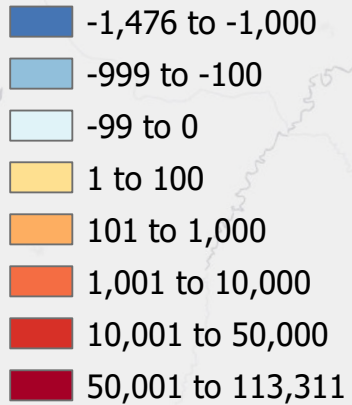 -1,476 to -1,000
-999 to -100
-99 to 0
1 to 100
101 to 1,000
1,001 to 10,000
10,001 to 50,000
50,001 to 113,311